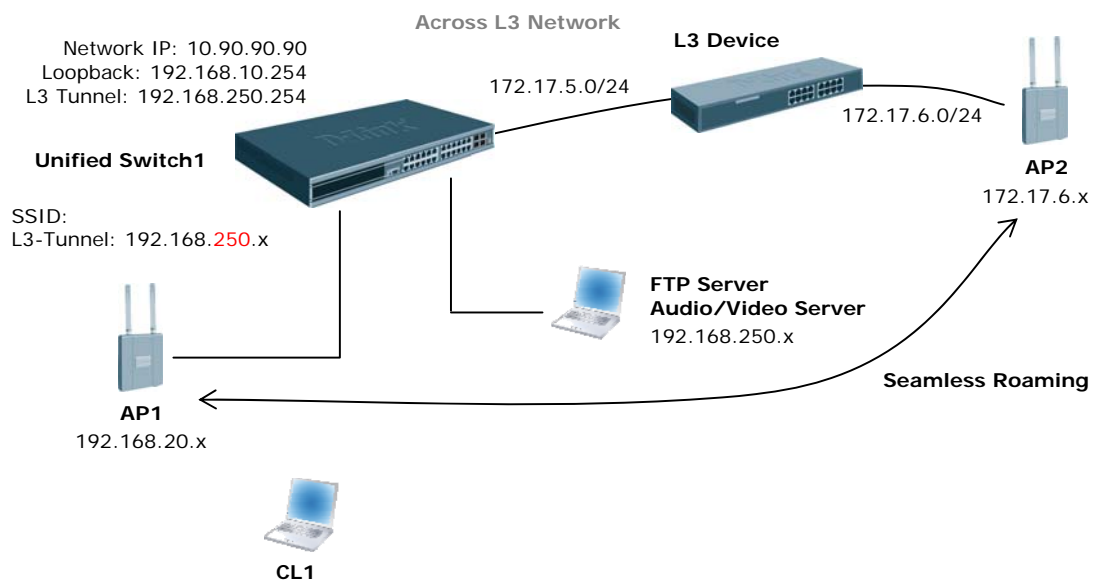 Across L3 Network
Network IP: 10.90.90.90
Loopback: 192.168.10.254
L3 Tunnel: 192.168.250.254
L3 Device
172.17.5.0/24
172.17.6.0/24
D-Link
Unified Switch1
AP2
172.17.6.x
SSID:
L3-Tunnel: 192.168.250.x
FTP Server
Audio/Video Server
192.168.250.x
Seamless Roaming
AP1
192.168.20.x
CL1